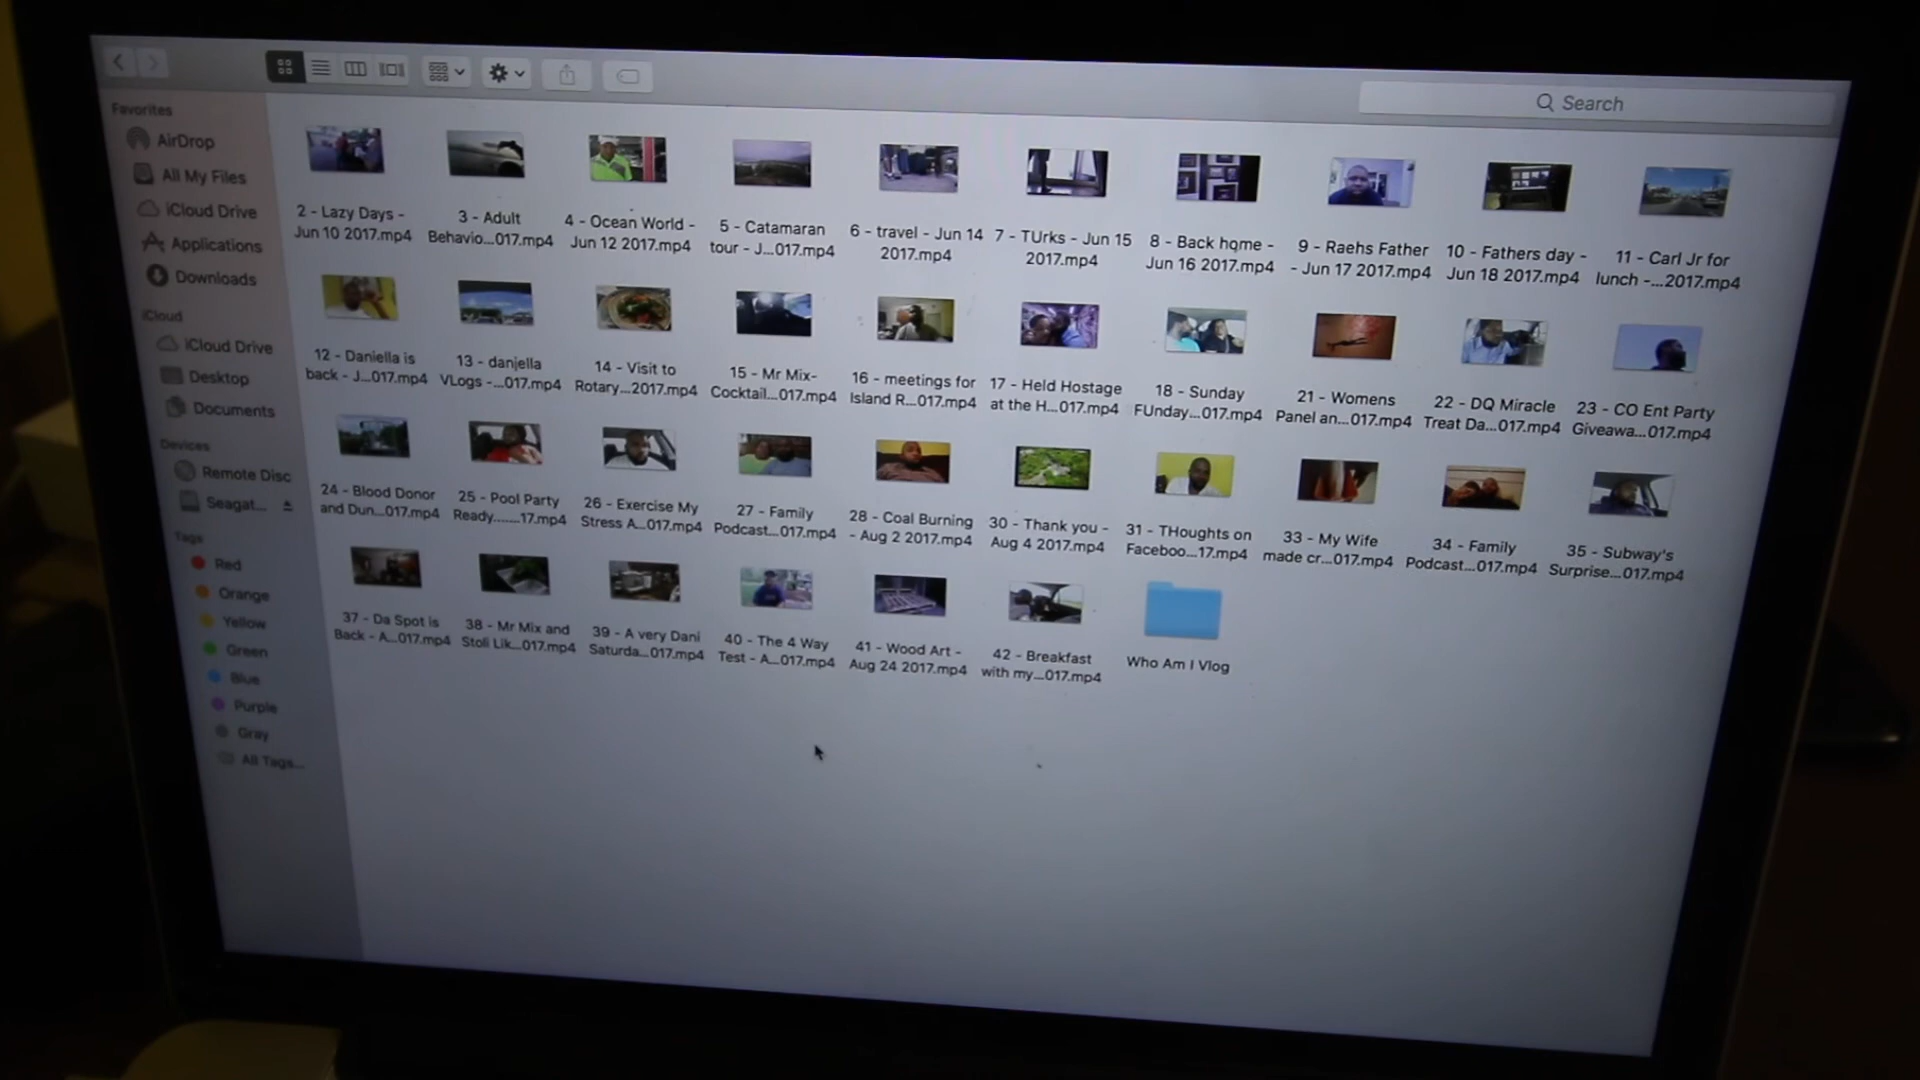 Search
Favorites
AirDrop
All My Files
iCloud Drive
Applications
Downloads
iCloud
iCloud Drive
Desktop
Documents
Devices
Remote Disc
Seagat...
Tags
Red
Orange
Yellow
Green
Blue
Purple
Gray
All Tags...
2 - Lazy Days -
Jun 10 2017.mp4
3 - Adult
Behavio...017.mp4
4 - Ocean World -
Jun 12 2017.mp4
5 - Catamaran
tour - J...017.mp4
6 - travel - Jun 14
2017.mp4
7 - TUrks - Jun 15
2017.mp4
8 - Back home -
Jun 16 2017.mp4
9 - Raehs Father
- Jun 17 2017.mp4
10 - Fathers day -
Jun 18 2017.mp4
11 - Carl Jr for
lunch -...2017.mp4
12 - Daniella is
back - J...017.mp4
13 - danjella
VLogs -...017.mp4
14 - Visit to
Rotary...2017.mp4
15 - Mr Mix-
Cocktail...017.mp4
16 - meetings for
Island R...017.mp4
17 - Held Hostage
at the H...017.mp4
18 - Sunday
FUnday...017.mp4
21 - Womens
Panel an...017.mp4
22 - DQ Miracle
Treat Da...017.mp4
23 - CO Ent Party
Giveawa...017.mp4
24 - Blood Donor
and Dun...017.mp4
25 - Pool Party
Ready.......17.mp4
26 - Exercise My
Stress A...017.mp4
27 - Family
Podcast...017.mp4
28 - Coal Burning
- Aug 2 2017.mp4
30 - Thank you -
Aug 4 2017.mp4
31 - THoughts on
Faceboo...17.mp4
33 - My Wife
made cr...017.mp4
34 - Family
Podcast...017.mp4
35 - Subway's
Surprise...017.mp4
37 - Da Spot is
Back - A...017.mp4
38 - Mr Mix and
Stoli Lik...017.mp4
39 - A very Dani
Saturda...017.mp4
40 - The 4 Way
Test - A...017.mp4
41 - Wood Art -
Aug 24 2017.mp4
42 - Breakfast
with my...017.mp4
Who Am I Vlog